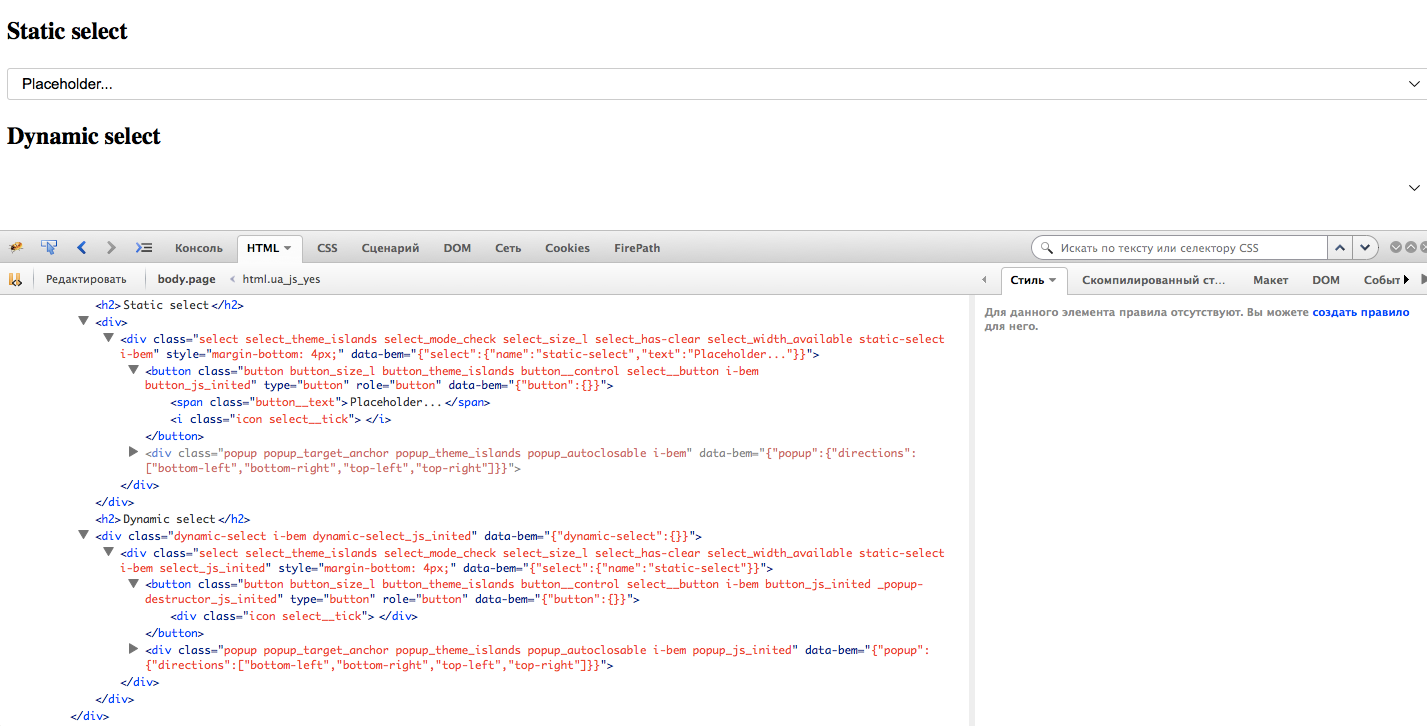 Static select
Placeholder...
Dynamic select
Консоль HTML CSS Сценарий DOM Сеть Cookies FirePath Искать по тексту или селектору CSS
Редактировать body.page < html.ua_js_yes Стиль Скомпилированный ст... Макет DOM Событ
<h2>Static select</h2>
<div>
<div class="select select_theme_islands select_mode_check select_size_l select_has-clear select_width_available static-select
i-bem" style="margin-bottom: 4px;" data-bem="{"select":{"name":"static-select","text":"Placeholder..."}}">
<button class="button button_size_l button_theme_islands button__control select__button i-bem
button_js_inited" type="button" role="button" data-bem="{"button":{}}">
<span class="button__text">Placeholder...</span>
<i class="icon select__tick"> </i>
</button>
<div class="popup popup_target_anchor popup_theme_islands popup_autoclosable i-bem" data-bem="{"popup":{"directions":
["bottom-left","bottom-right","top-left","top-right"]}}">
</div>
</div>
<h2>Dynamic select</h2>
<div class="dynamic-select i-bem dynamic-select_js_inited" data-bem="{"dynamic-select":{}}">
<div class="select select_theme_islands select_mode_check select_size_l select_has-clear select_width_available static-select
i-bem select_js_inited" style="margin-bottom: 4px;" data-bem="{"select":{"name":"static-select"}}">
<button class="button button_size_l button_theme_islands button__control select__button i-bem button_js_inited _popup-
destructor_js_inited" type="button" role="button" data-bem="{"button":{}}">
<div class="icon select__tick"> </div>
</button>
<div class="popup popup_target_anchor popup_theme_islands popup_autoclosable i-bem popup_js_inited" data-bem="{"popup":
{"directions":["bottom-left","bottom-right","top-left","top-right"]}}">
</div>
</div>
</div>
Для данного элемента правила отсутствуют. Вы можете создать правило
для него.